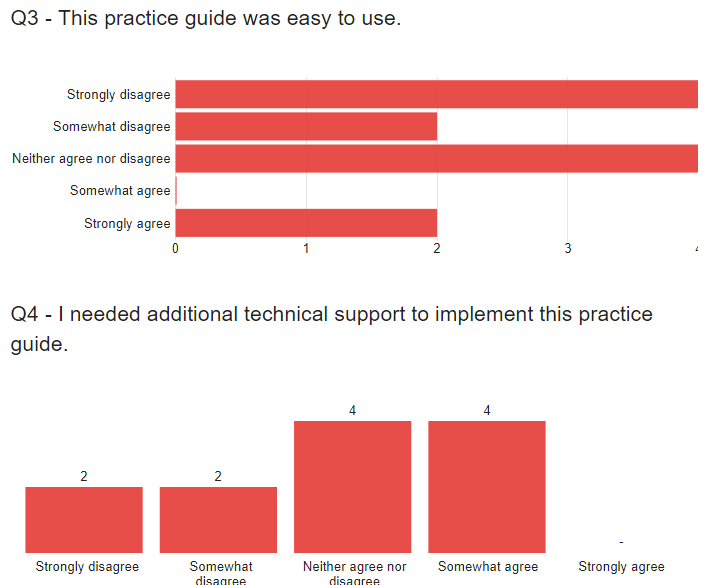 Q3 - This practice guide was easy to use.
Strongly disagree
Somewhat disagree
Neither agree nor disagree
Somewhat agree
Strongly agree
0 1 2 3
Q4 - I needed additional technical support to implement this practice
guide.
4 4
2 2
-
Strongly disagree Somewhat Neither agree nor Somewhat agree Strongly agree
disagree disagree